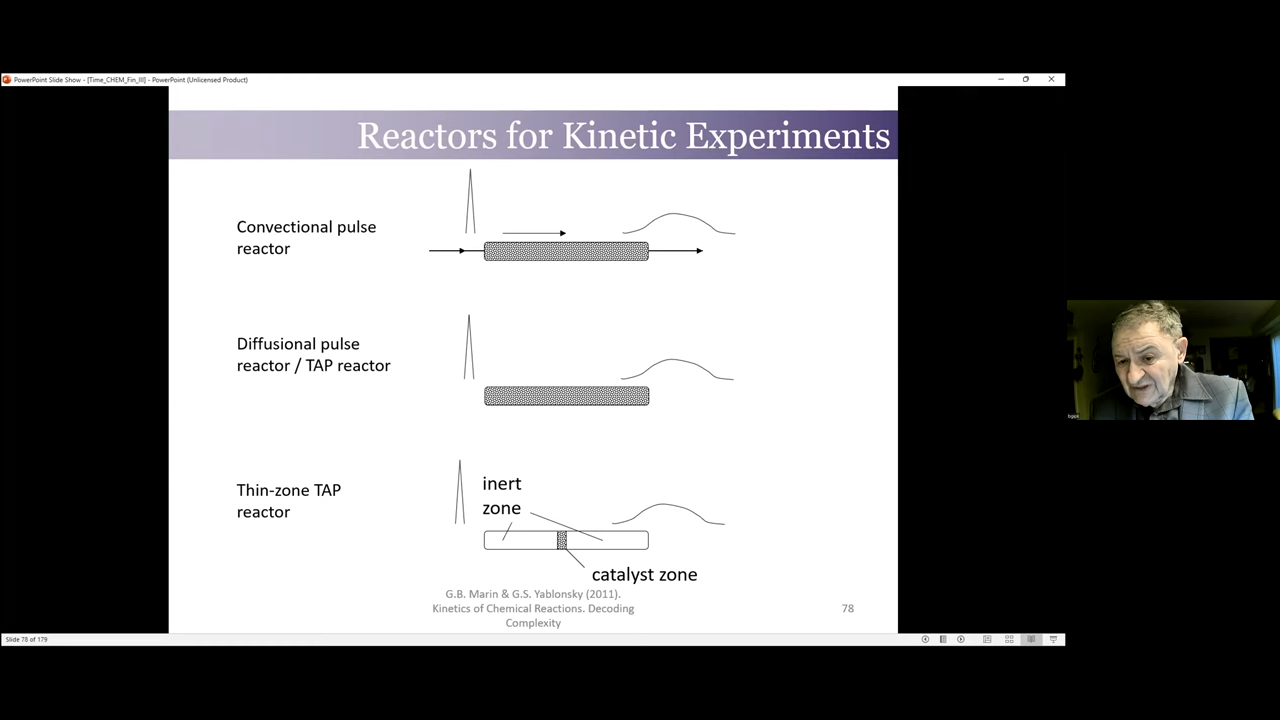 PowerPoint Slide Show - [Time_CHEM_Fin_III] - PowerPoint (Unlicensed Product)
Reactors for Kinetic Experiments
Convectional pulse
reactor
Diffusional pulse
reactor / TAP reactor
Thin-zone TAP
reactor
inert
zone
catalyst zone
G.B. Marin & G.S. Yablonsky (2011).
Kinetics of Chemical Reactions. Decoding
Complexity
78
Slide 78 of 179